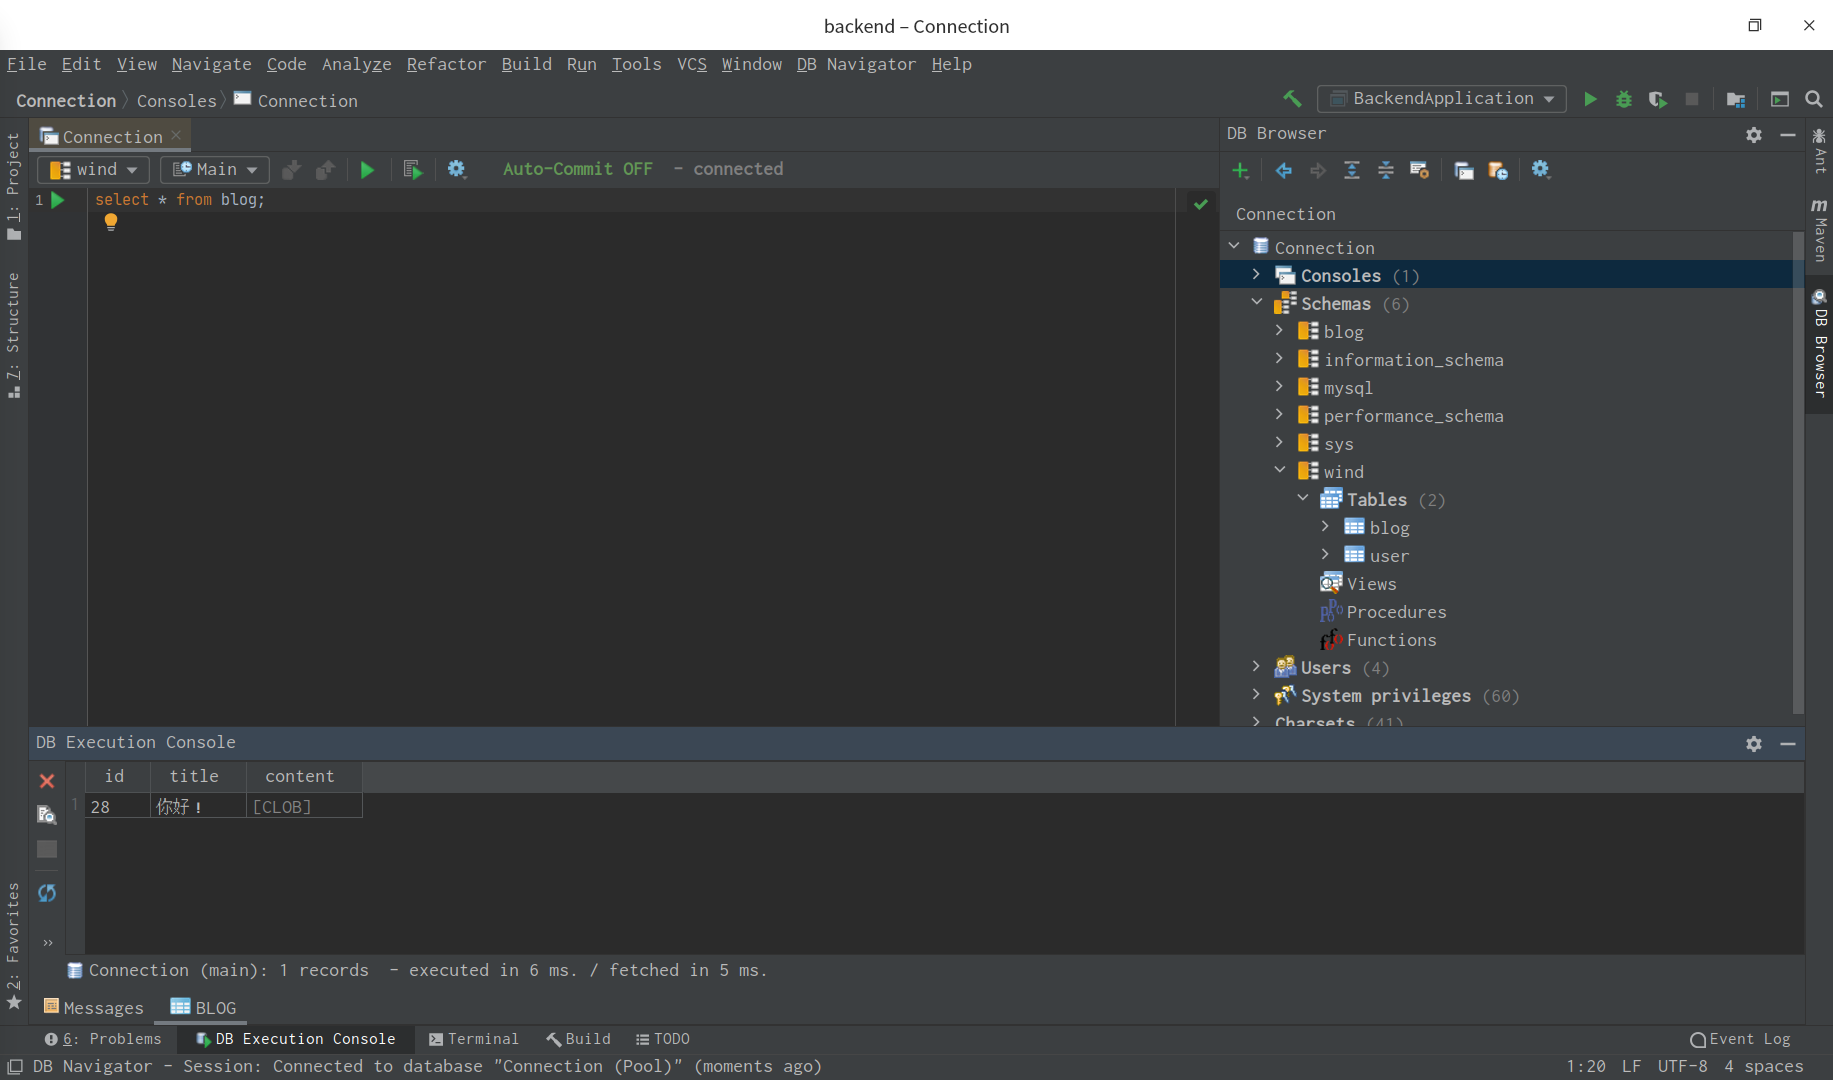 backend – Connection
File Edit View Navigate Code Analyze Refactor Build Run Tools VCS Window DB Navigator Help
Connection Consoles Connection
BackendApplication
1: Project
7: Structure
2: Favorites
Connection
wind Main Auto-Commit OFF - connected
1 select * from blog;
DB Browser
Connection
Connection
Consoles (1)
Schemas (6)
blog
information_schema
mysql
performance_schema
sys
wind
Tables (2)
blog
user
Views
Procedures
Functions
Users (4)
System privileges (60)
Charsets (41)
Ant
Maven
DB Browser
DB Execution Console
id title content
1 28 你好！ [CLOB]
Connection (main): 1 records - executed in 6 ms. / fetched in 5 ms.
Messages BLOG
6: Problems DB Execution Console Terminal Build TODO Event Log
DB Navigator - Session: Connected to database "Connection (Pool)" (moments ago) 1:20 LF UTF-8 4 spaces